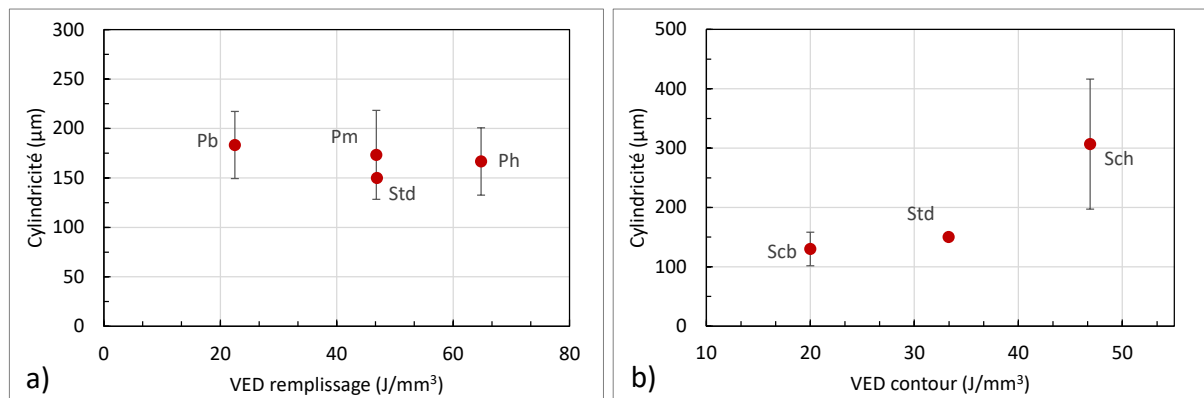 300
250
200
150
100
50
0
Cylindricité (µm)
Pb
Pm
Std
Ph
0 20 40 60 80
VED remplissage (J/mm³)
a)
500
400
300
200
100
0
Cylindricité (µm)
Scb
Std
Sch
10 20 30 40 50
VED contour (J/mm³)
b)